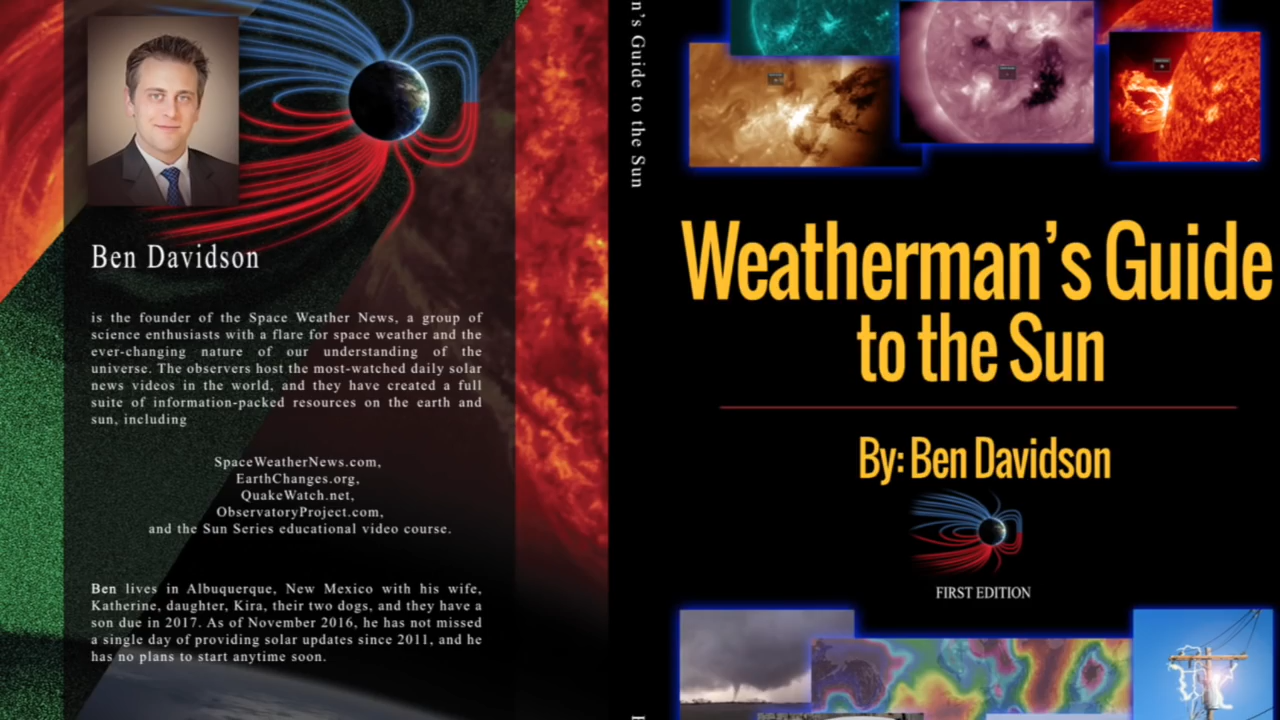 Ben Davidson
is the founder of the Space Weather News, a group of
science enthusiasts with a flare for space weather and the
ever-changing nature of our understanding of the
universe. The observers host the most-watched daily solar
news videos in the world, and they have created a full
suite of information-packed resources on the earth and
sun, including
SpaceWeatherNews.com,
EarthChanges.org,
QuakeWatch.net,
ObservatoryProject.com,
and the Sun Series educational video course.
Ben lives in Albuquerque, New Mexico with his wife,
Katherine, daughter, Kira, their two dogs, and they have a
son due in 2017. As of November 2016, he has not missed
a single day of providing solar updates since 2011, and he
has no plans to start anytime soon.
n's Guide to the Sun
Weatherman's Guide
to the Sun
By: Ben Davidson
FIRST EDITION